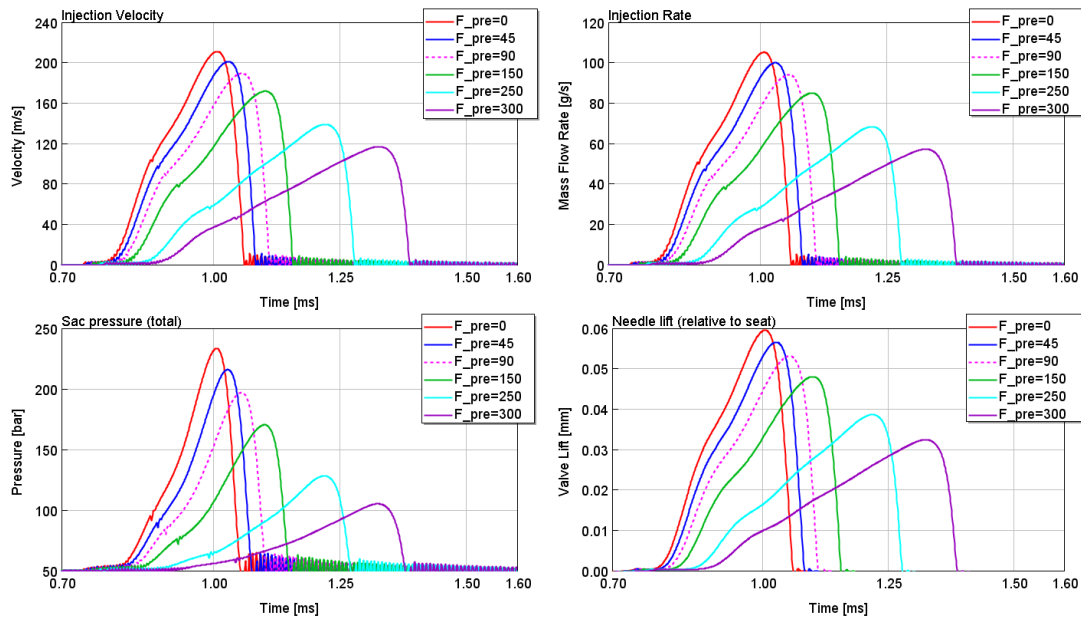 Injection Velocity
240
200
160
120
80
40
0
Velocity [m/s]
0.70
1.00
1.25
1.50
1.60
Time [ms]
F_pre=0
F_pre=45
F_pre=90
F_pre=150
F_pre=250
F_pre=300
Injection Rate
120
100
80
60
40
20
0
Mass Flow Rate [g/s]
0.70
1.00
1.25
1.50
1.60
Time [ms]
F_pre=0
F_pre=45
F_pre=90
F_pre=150
F_pre=250
F_pre=300
Sac pressure (total)
250
200
150
100
50
Pressure [bar]
0.70
1.00
1.25
1.50
1.60
Time [ms]
F_pre=0
F_pre=45
F_pre=90
F_pre=150
F_pre=250
F_pre=300
Needle lift (relative to seat)
0.06
0.05
0.04
0.03
0.02
0.01
0.00
Valve Lift [mm]
0.70
1.00
1.25
1.50
1.60
Time [ms]
F_pre=0
F_pre=45
F_pre=90
F_pre=150
F_pre=250
F_pre=300